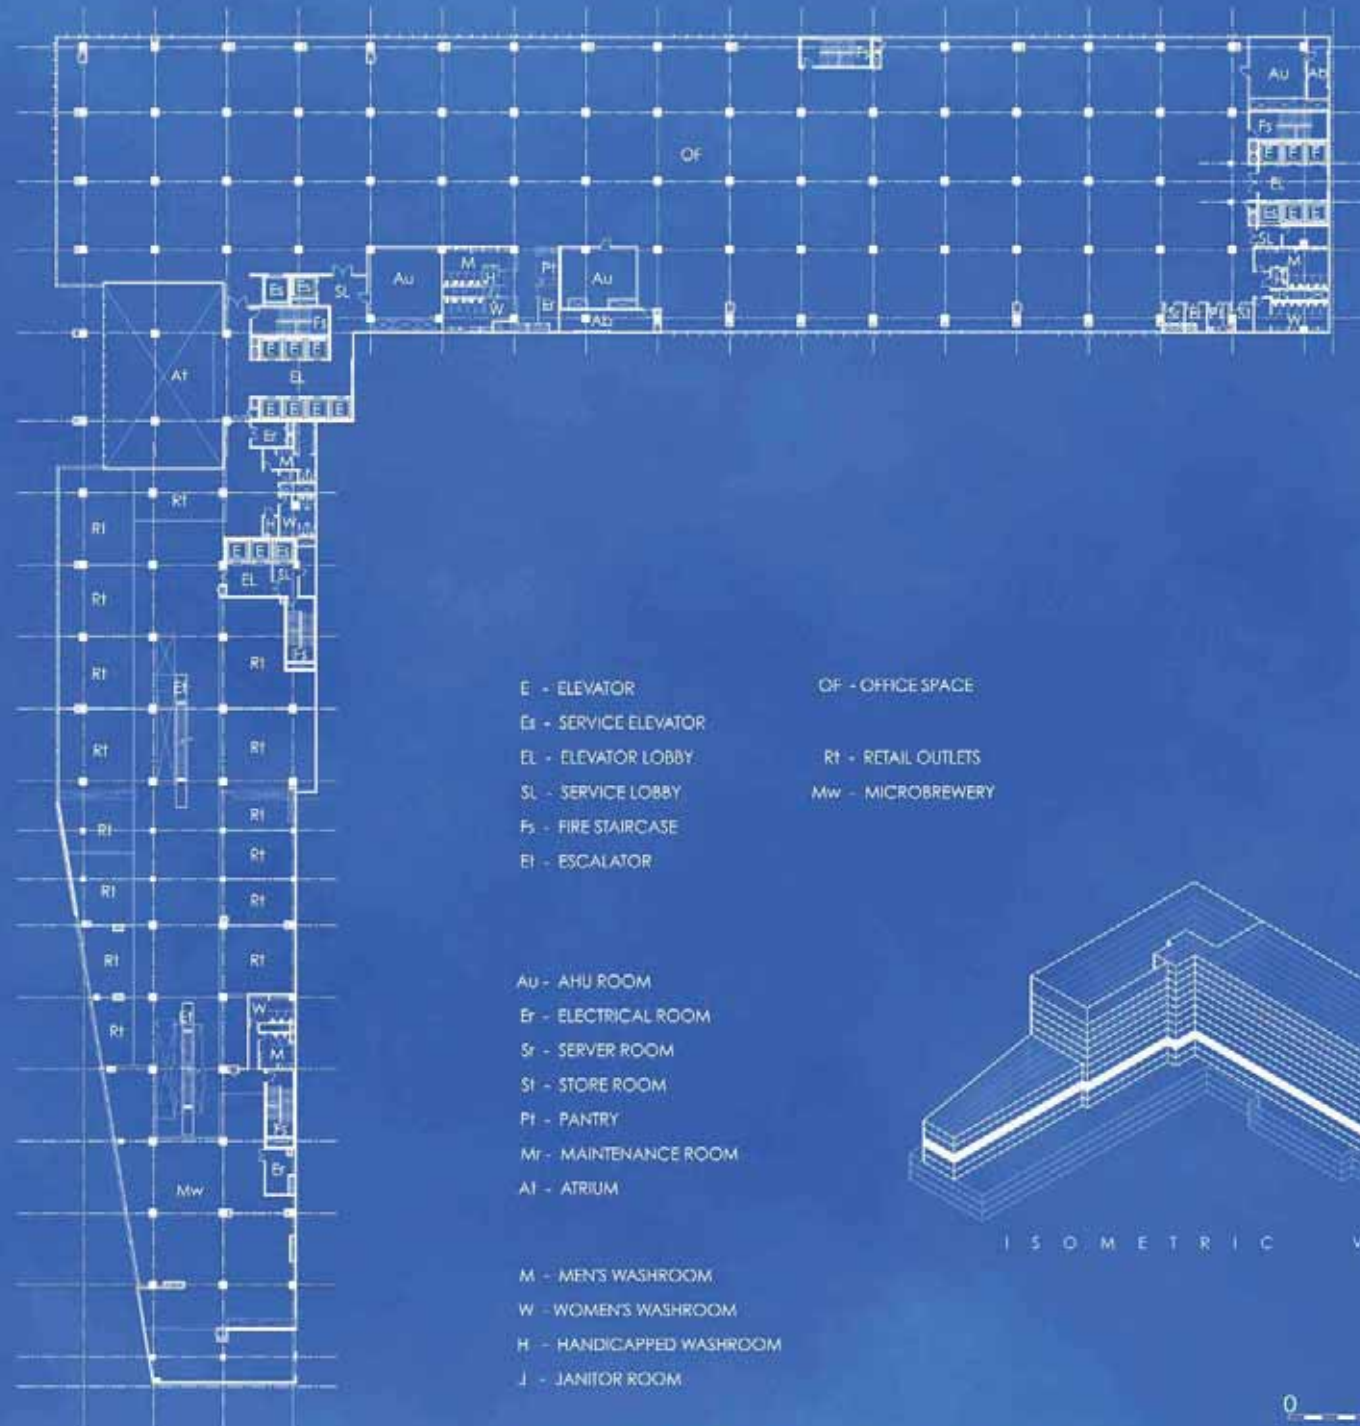 Fs
Au Ab
Fs
OF
E E E
EL
Es E E
SL
M
Au M H Pt Au
W Er Ab
Es Es SL
Fs
E E E
EL
At
E E E E
Er
M
Rt
Rt
H W
E E Es
EL SL
Rt
Fs
Rt
Rt
Et
Rt
Rt
Rt
Rt
Rt
Rt
Rt
Rt
Rt
Rt
W
Et
Rt
M
Fs
Er
Mw
W
E - ELEVATOR
Es - SERVICE ELEVATOR
EL - ELEVATOR LOBBY
SL - SERVICE LOBBY
Fs - FIRE STAIRCASE
Et - ESCALATOR
OF - OFFICE SPACE
Rt - RETAIL OUTLETS
Mw - MICROBREWERY
Au - AHU ROOM
Er - ELECTRICAL ROOM
Sr - SERVER ROOM
St - STORE ROOM
Pt - PANTRY
Mr - MAINTENANCE ROOM
At - ATRIUM
M - MEN'S WASHROOM
W - WOMEN'S WASHROOM
H - HANDICAPPED WASHROOM
J - JANITOR ROOM
ISOMETRIC V
0